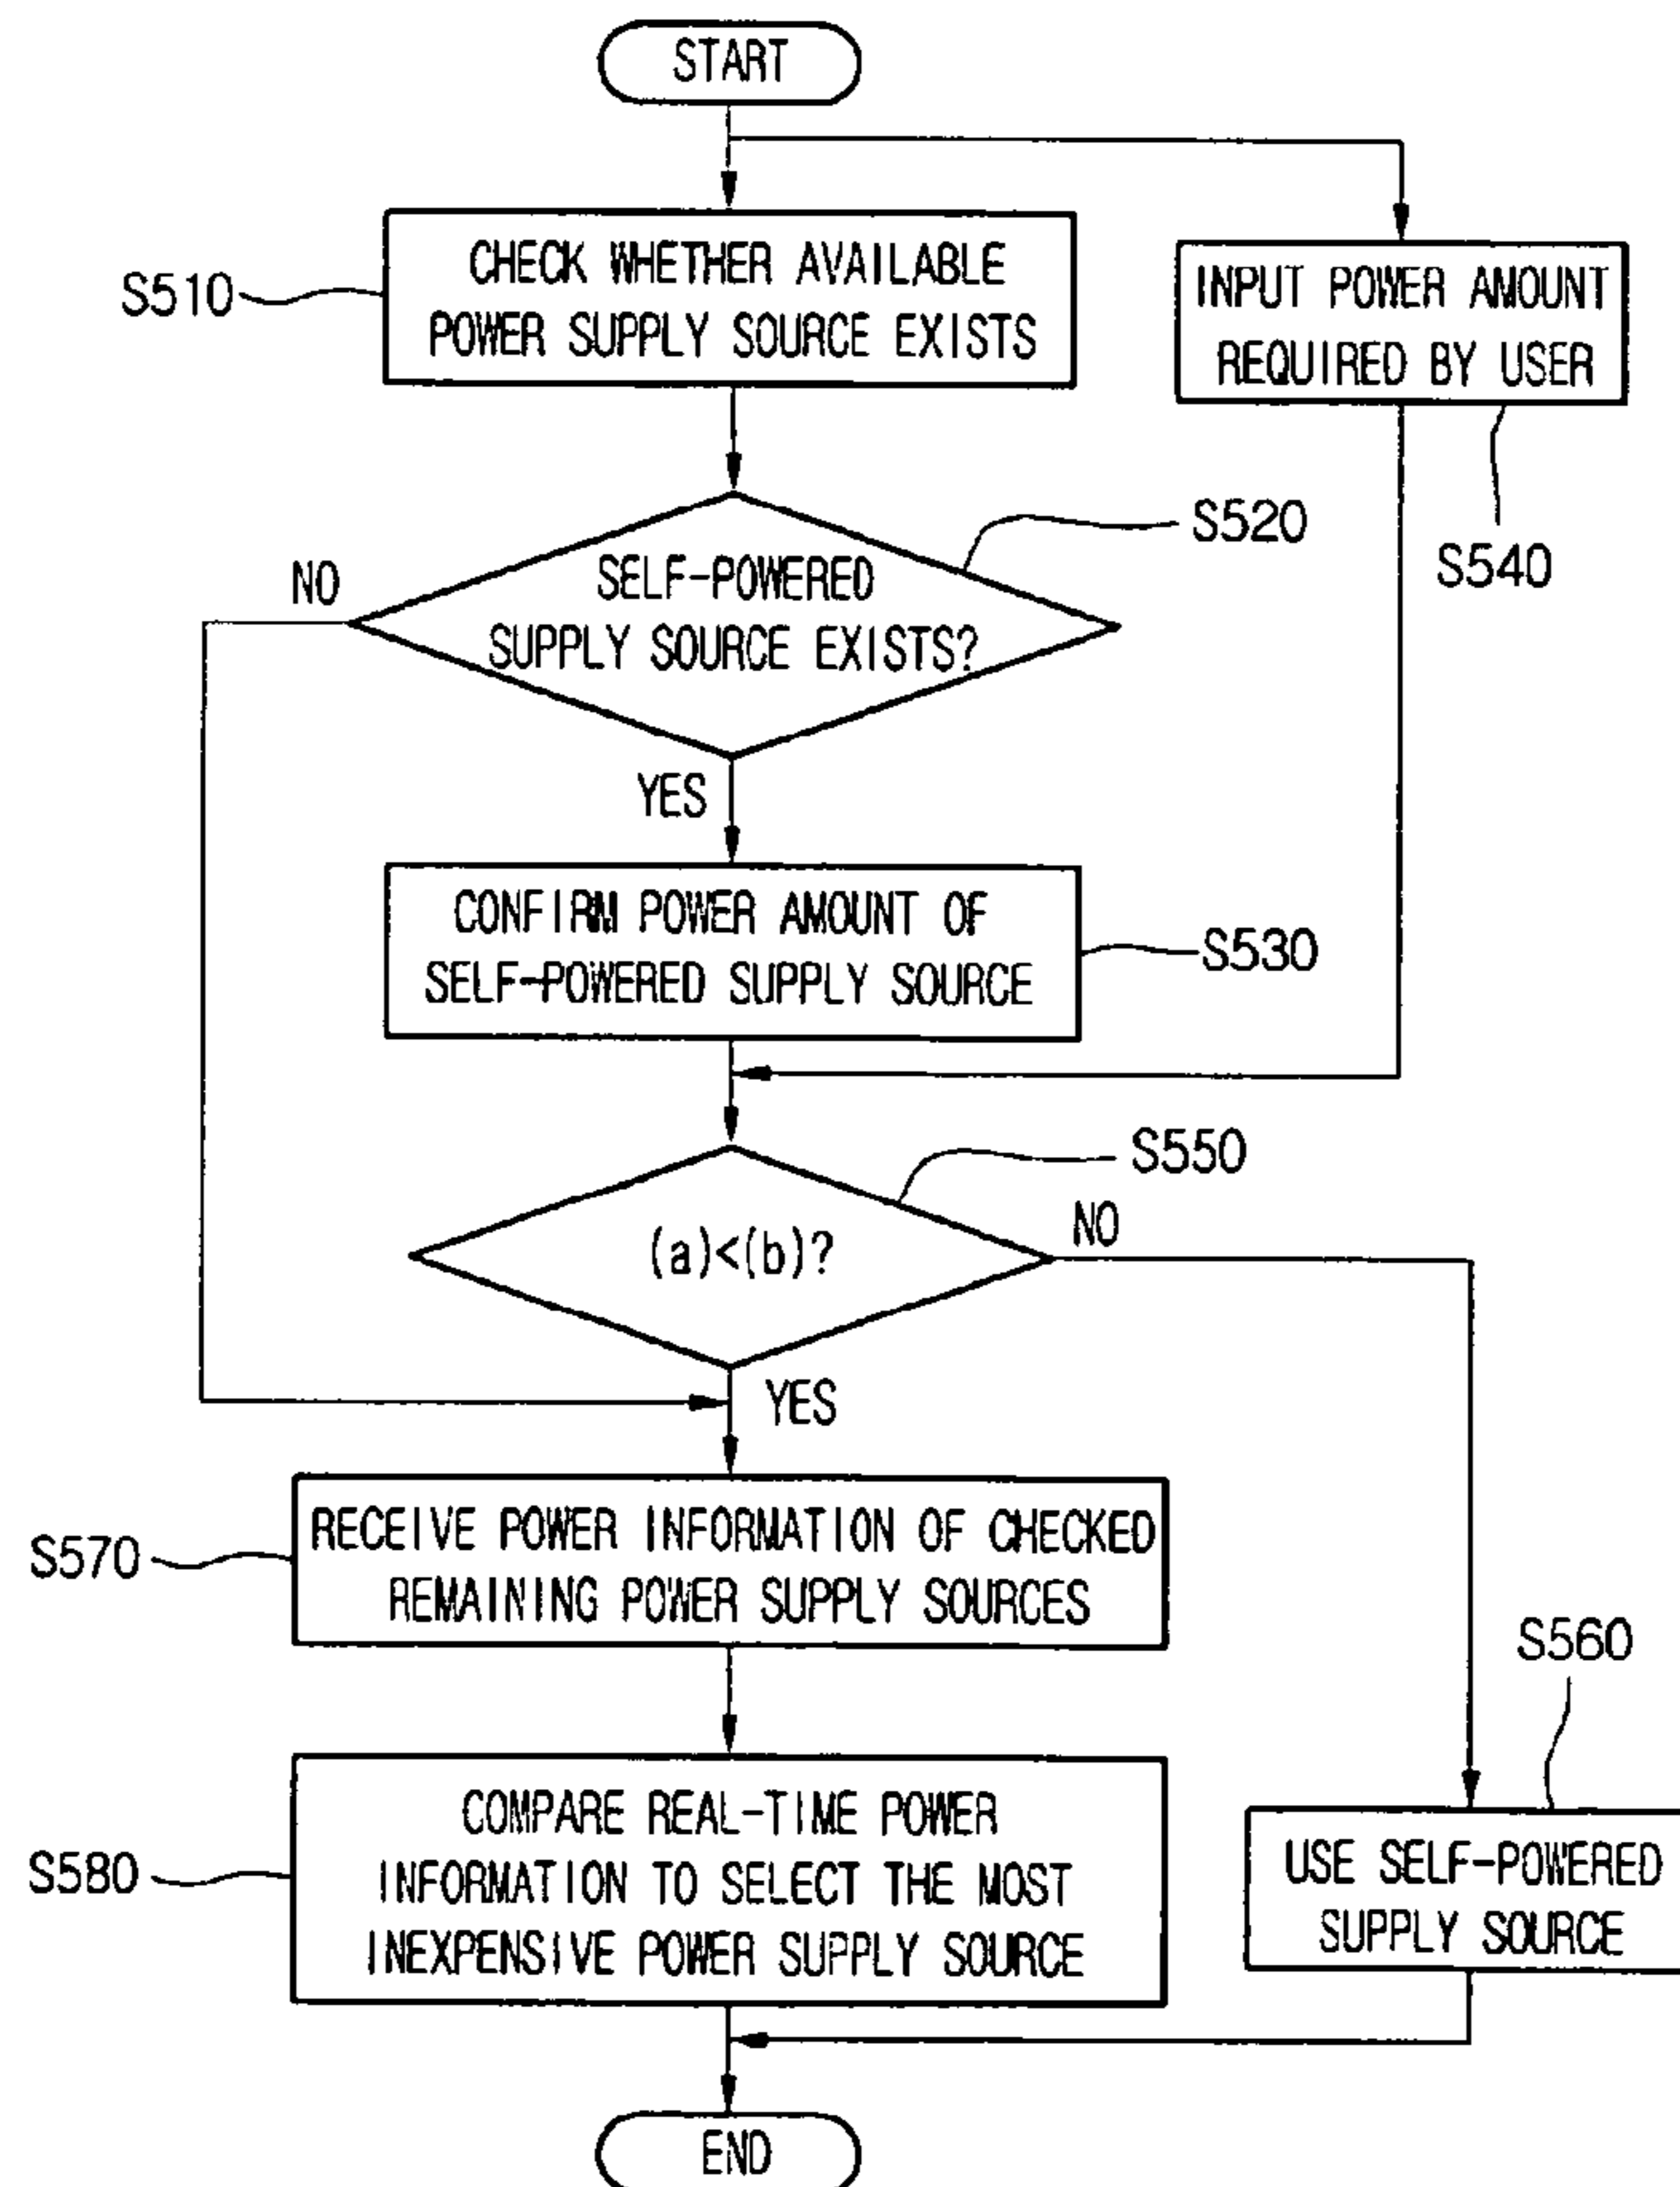 START
CHECK WHETHER AVAILABLE
POWER SUPPLY SOURCE EXISTS
S510
INPUT POWER AMOUNT
REQUIRED BY USER
S540
SELF-POWERED
SUPPLY SOURCE EXISTS?
S520
NO
YES
CONFIRM POWER AMOUNT OF
SELF-POWERED SUPPLY SOURCE
S530
(a)<(b)?
S550
NO
YES
RECEIVE POWER INFORMATION OF CHECKED
REMAINING POWER SUPPLY SOURCES
S570
COMPARE REAL-TIME POWER
INFORMATION TO SELECT THE MOST
INEXPENSIVE POWER SUPPLY SOURCE
S580
S560
USE SELF-POWERED
SUPPLY SOURCE
END